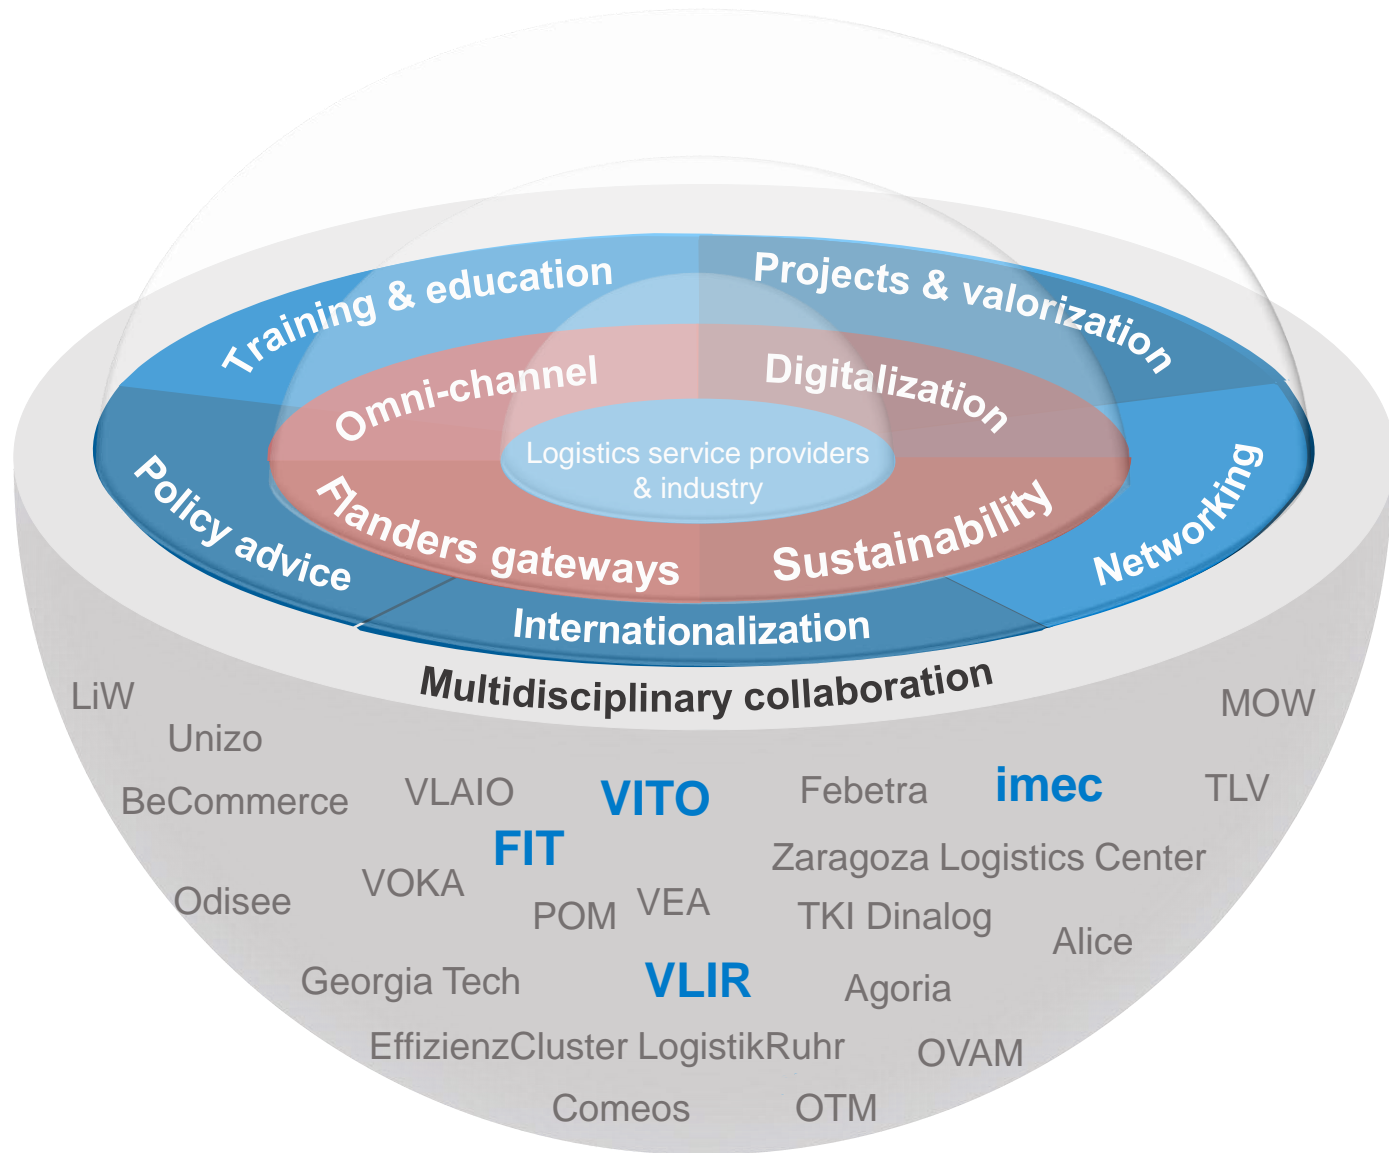 Training & education
Projects & valorization
Omni-channel
Digitalization
Logistics service providers
& industry
Policy advice
Flanders gateways
Sustainability
Networking
Internationalization
Multidisciplinary collaboration
LiW
MOW
Unizo
BeCommerce
VLAIO
VITO
Febetra
imec
TLV
FIT
Zaragoza Logistics Center
VOKA
Odisee
POM
VEA
TKI Dinalog
Alice
Georgia Tech
VLIR
Agoria
EffizienzCluster LogistikRuhr
OVAM
Comeos
OTM